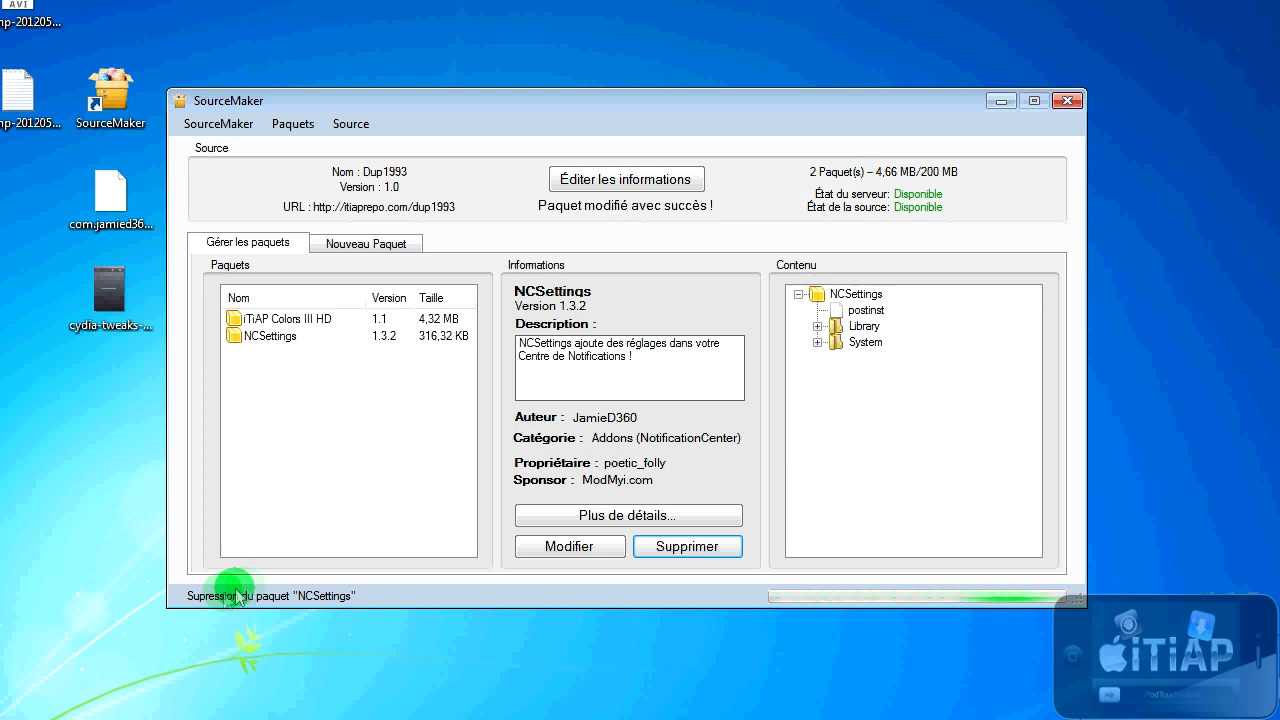 AVI
np-201205...
np-201205...
SourceMaker
com.jamied36...
cydia-tweaks-...
SourceMaker
SourceMaker Paquets Source
Source
Nom : Dup1993
Version : 1.0
URL : http://itiaprepo.com/dup1993
Éditer les informations
Paquet modifié avec succès !
2 Paquet(s) – 4,66 MB/200 MB
État du serveur: Disponible
État de la source: Disponible
Gérer les paquets
Nouveau Paquet
Paquets
Nom Version Taille
iTiAP Colors III HD 1.1 4,32 MB
NCSettings 1.3.2 316,32 KB
Informations
NCSettings
Version 1.3.2
Description :
NCSettings ajoute des réglages dans votre
Centre de Notifications !
Auteur : JamieD360
Catégorie : Addons (NotificationCenter)
Propriétaire : poetic_folly
Sponsor : ModMyi.com
Plus de détails...
Modifier
Supprimer
Contenu
NCSettings
postinst
Library
System
Supression du paquet "NCSettings"
iTiAP